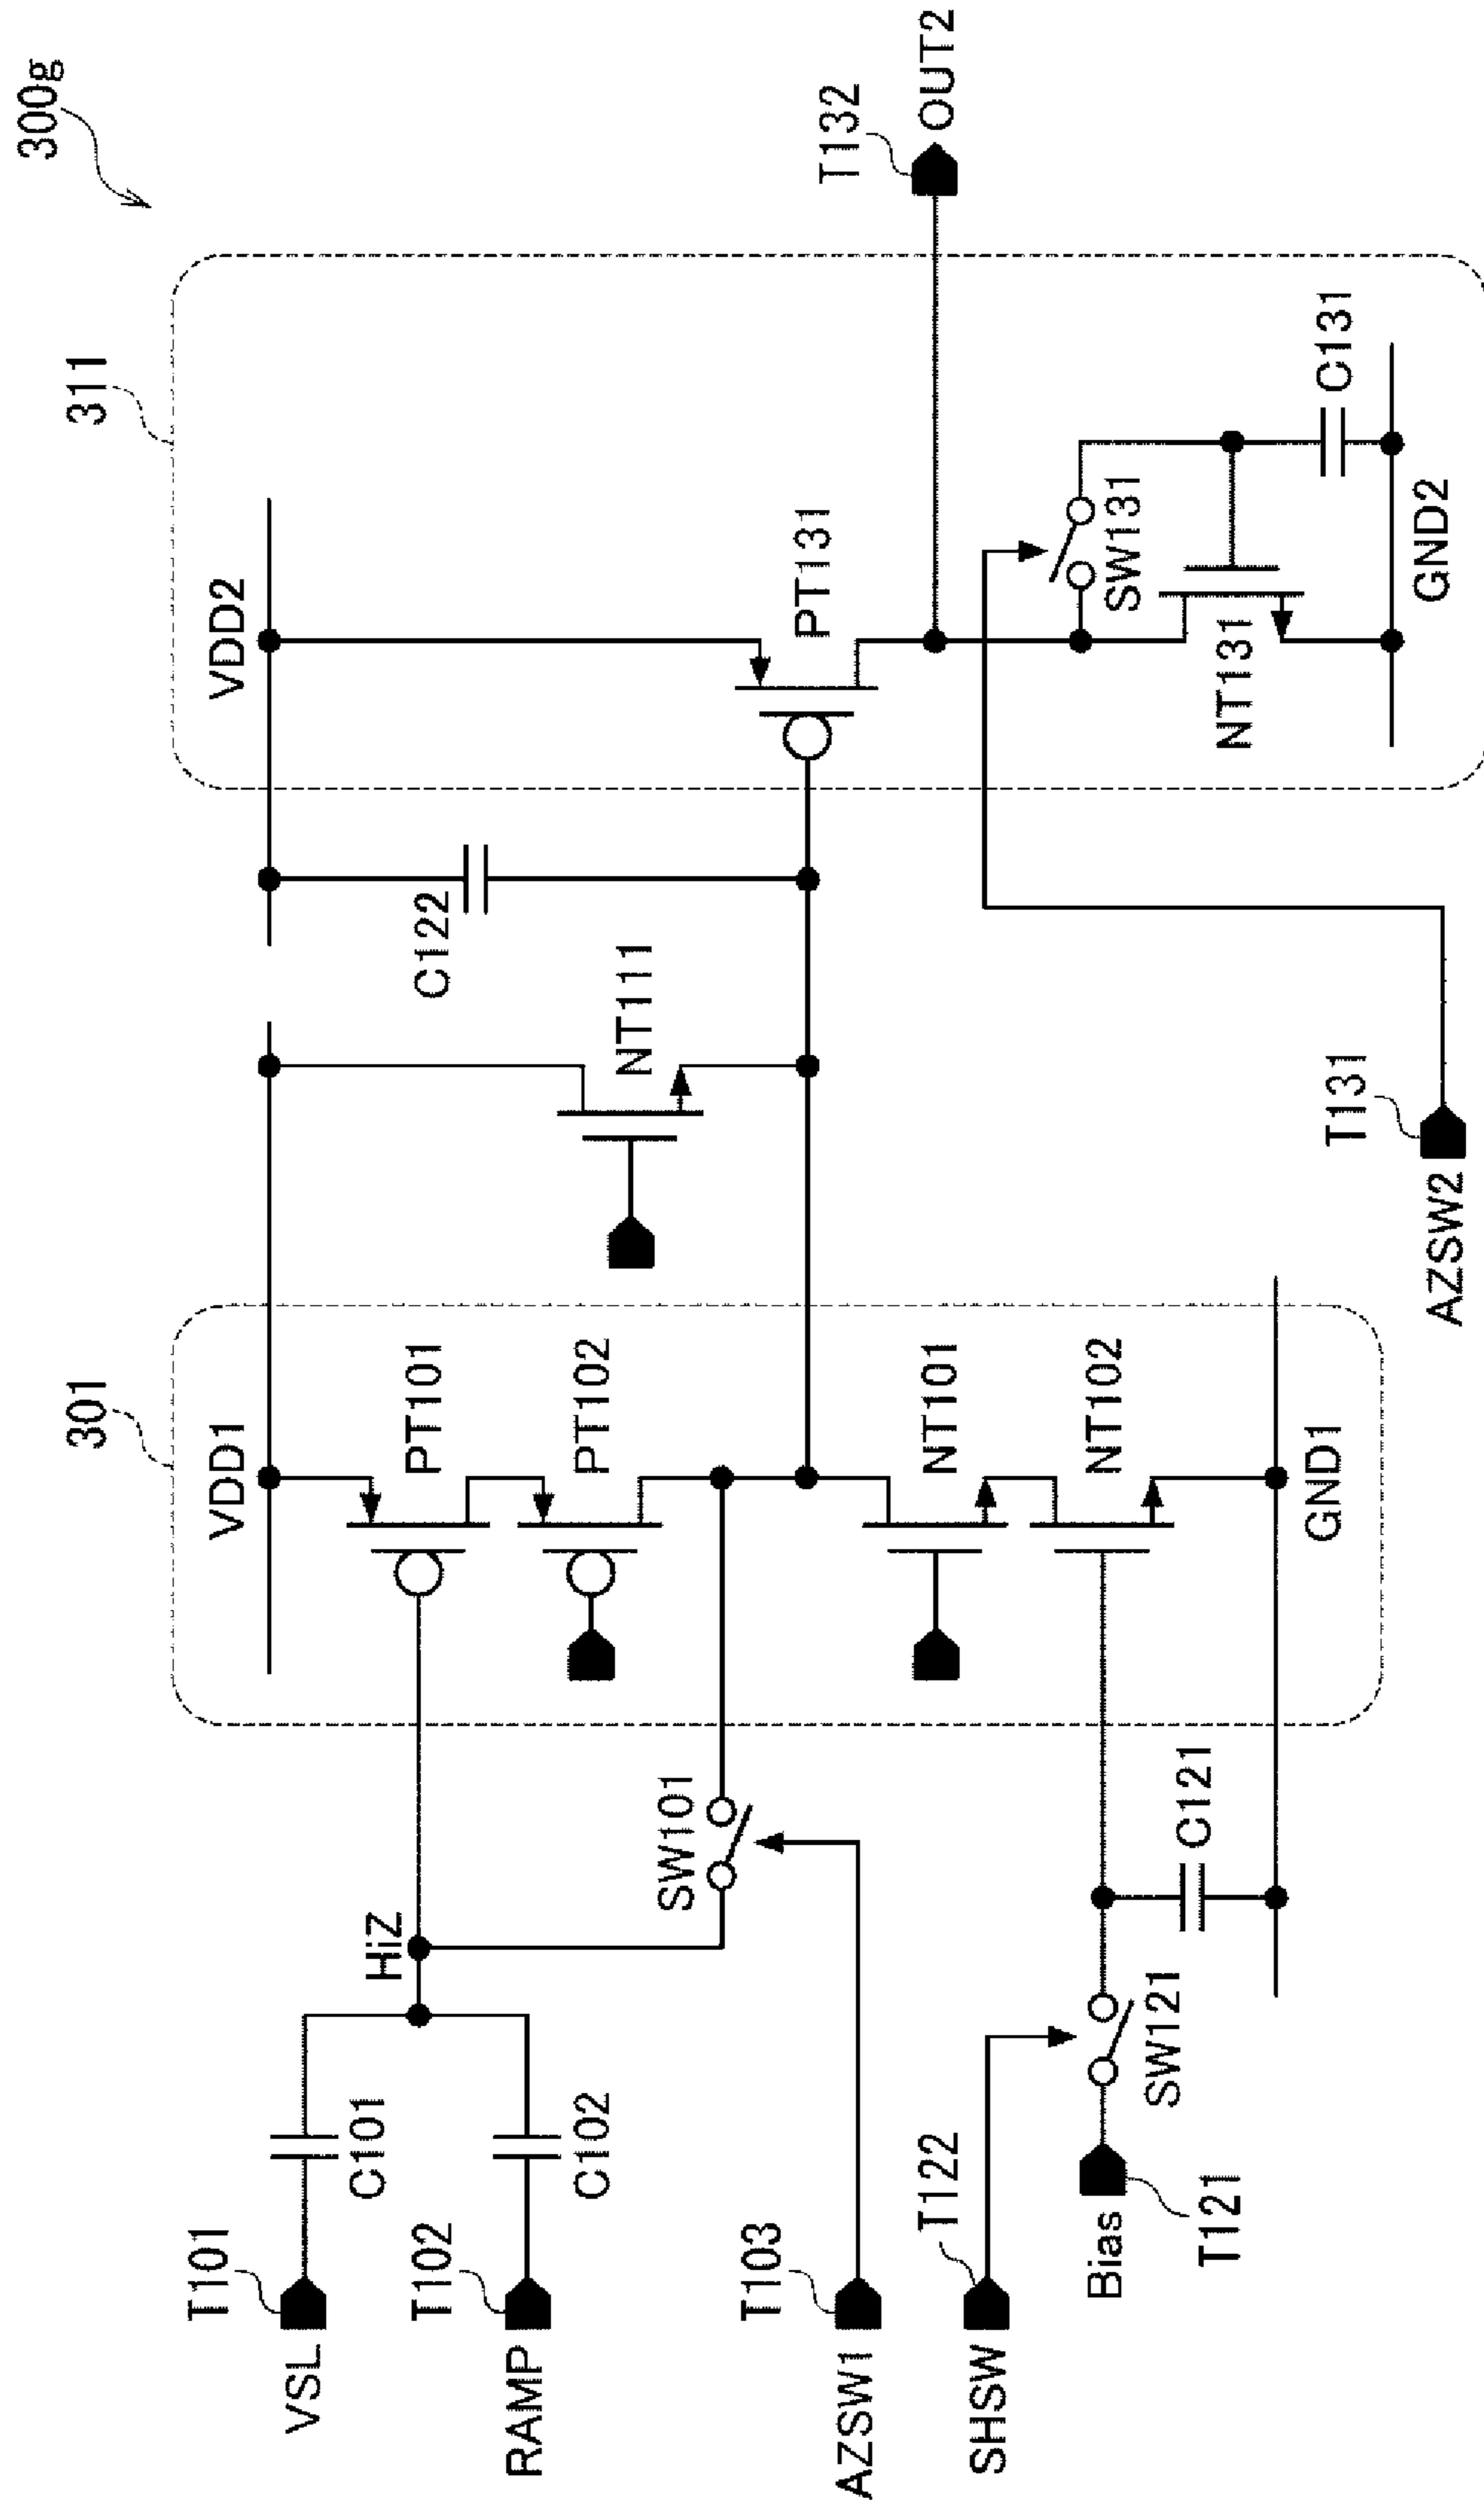 300g
301
311
VDD1
VDD2
T101
VSL
C101
HiZ
PT101
NT111
C122
T102
RAMP
C102
PT102
SW101
PT131
T132
OUT2
T103
AZSW1
NT101
T122
SHSW
NT102
SW131
Bias
T121
SW121
C121
GND1
NT131
C131
GND2
T131
AZSW2